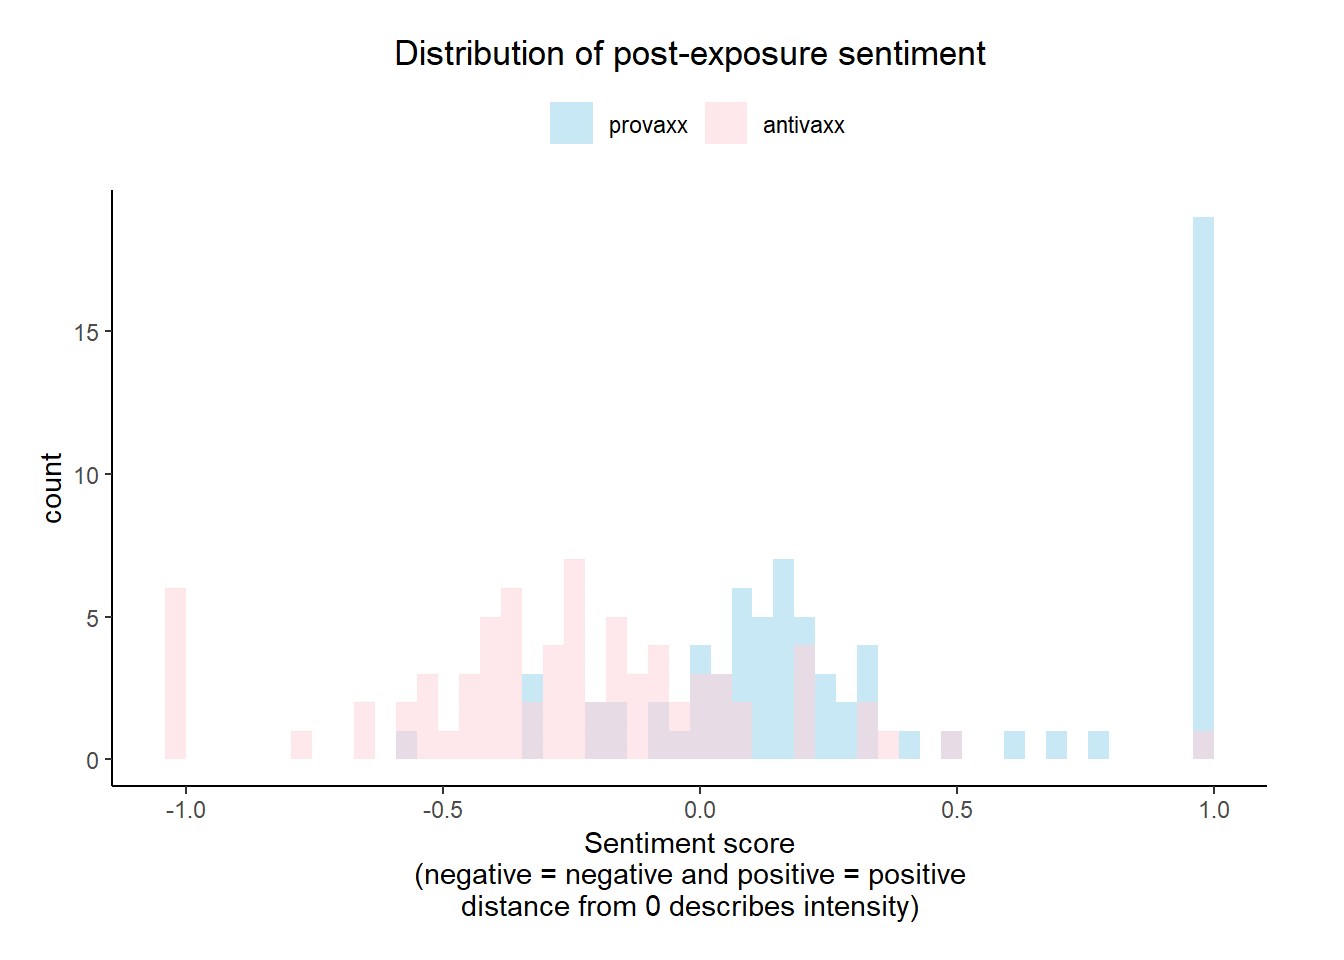 Distribution of post-exposure sentiment
provaxx antivaxx
15
10
5
0
count
-1.0 -0.5 0.0 0.5 1.0
Sentiment score
(negative = negative and positive = positive
distance from 0 describes intensity)